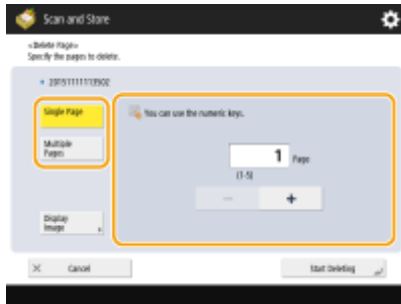 Scan and Store
<Delete Page>
Specify the pages to delete.
20151111113502
Single Page
You can use the numeric keys.
Multiple
Pages
1 Page
(1-5)
- +
Display
Image
× Cancel
Start Deleting